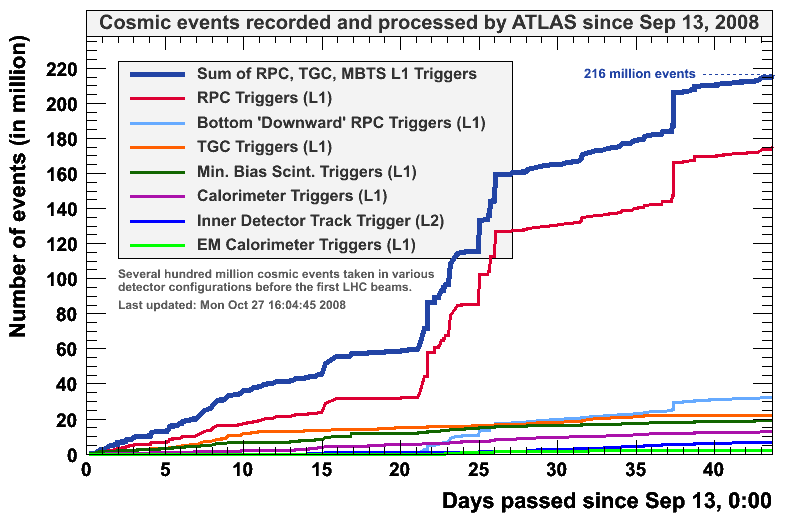 Cosmic events recorded and processed by ATLAS since Sep 13, 2008
Number of events (in million)
220
200
180
160
140
120
100
80
60
40
20
0
216 million events
Sum of RPC, TGC, MBTS L1 Triggers
RPC Triggers (L1)
Bottom 'Downward' RPC Triggers (L1)
TGC Triggers (L1)
Min. Bias Scint. Triggers (L1)
Calorimeter Triggers (L1)
Inner Detector Track Trigger (L2)
EM Calorimeter Triggers (L1)
Several hundred million cosmic events taken in various
detector configurations before the first LHC beams.
Last updated: Mon Oct 27 16:04:45 2008
0 5 10 15 20 25 30 35 40
Days passed since Sep 13, 0:00